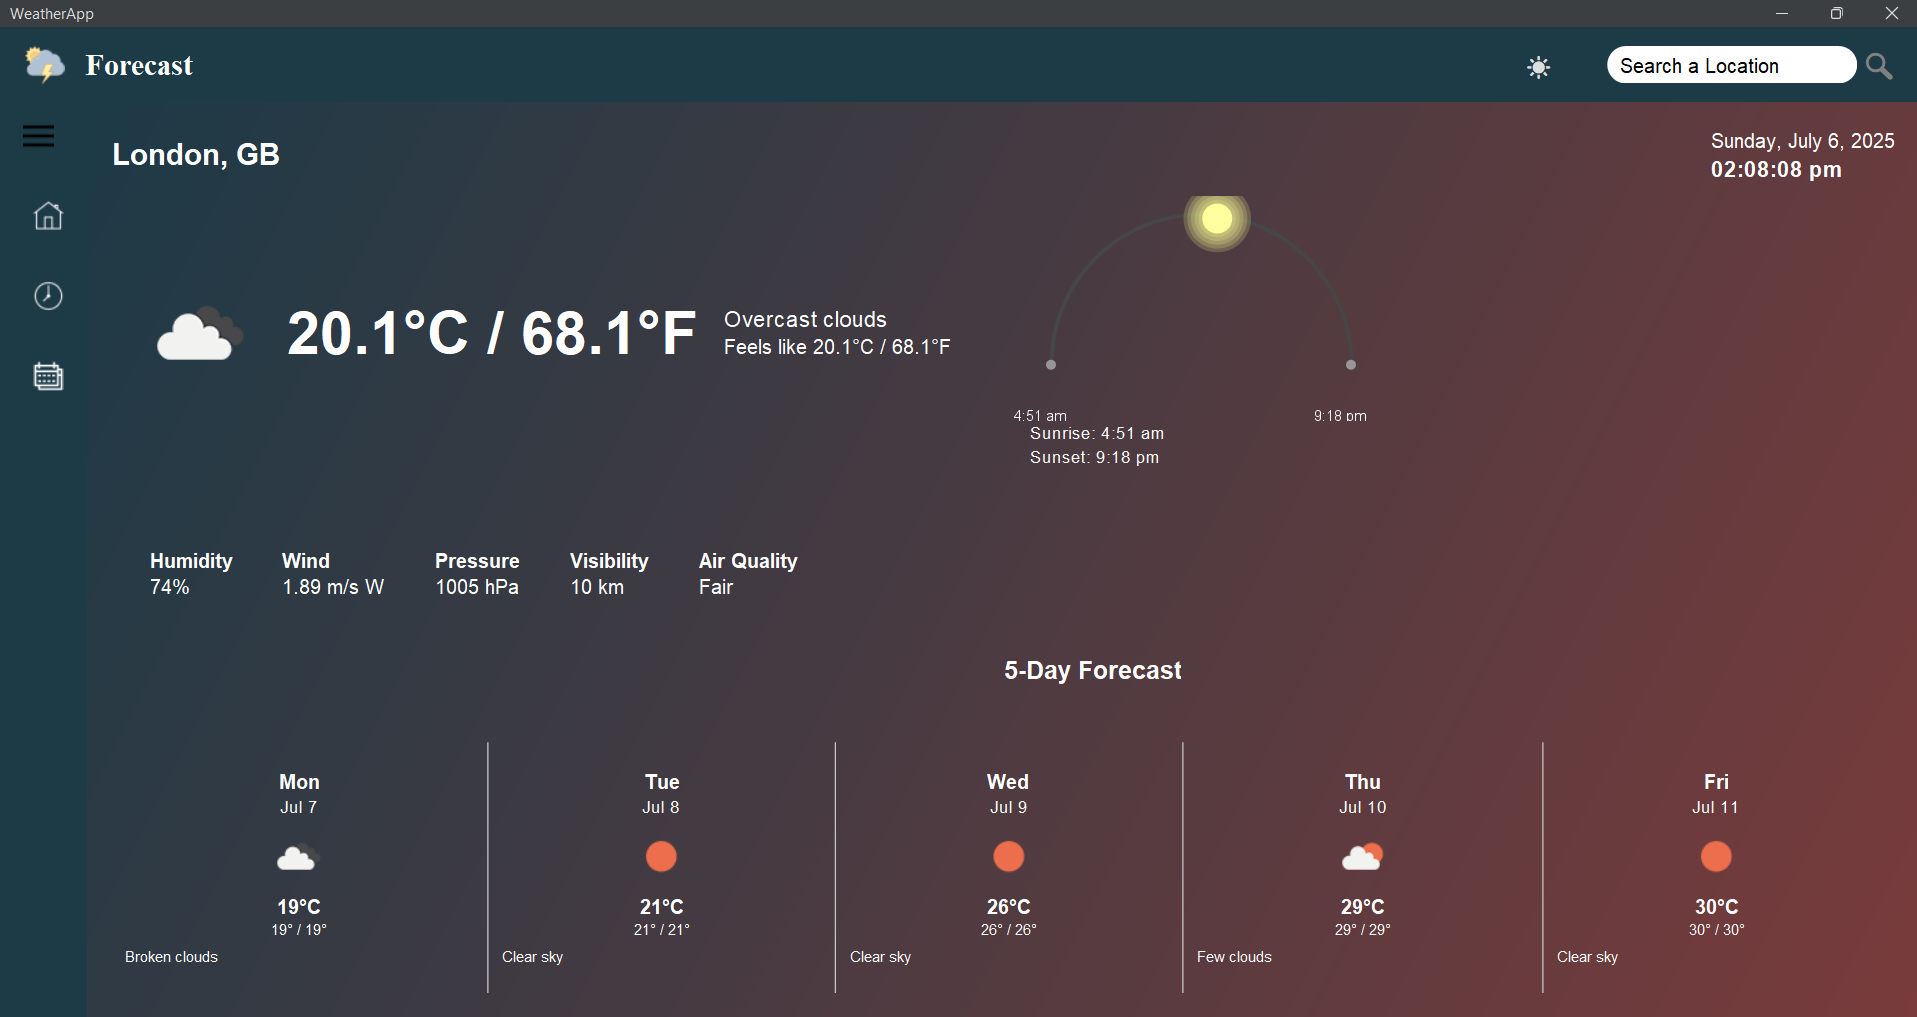 WeatherApp
Forecast
Search a Location
London, GB
Sunday, July 6, 2025
02:08:08 pm
20.1°C / 68.1°F
Overcast clouds
Feels like 20.1°C / 68.1°F
4:51 am
9:18 pm
Sunrise: 4:51 am
Sunset: 9:18 pm
Humidity
74%
Wind
1.89 m/s W
Pressure
1005 hPa
Visibility
10 km
Air Quality
Fair
5-Day Forecast
Mon
Jul 7
19°C
19° / 19°
Broken clouds
Tue
Jul 8
21°C
21° / 21°
Clear sky
Wed
Jul 9
26°C
26° / 26°
Clear sky
Thu
Jul 10
29°C
29° / 29°
Few clouds
Fri
Jul 11
30°C
30° / 30°
Clear sky